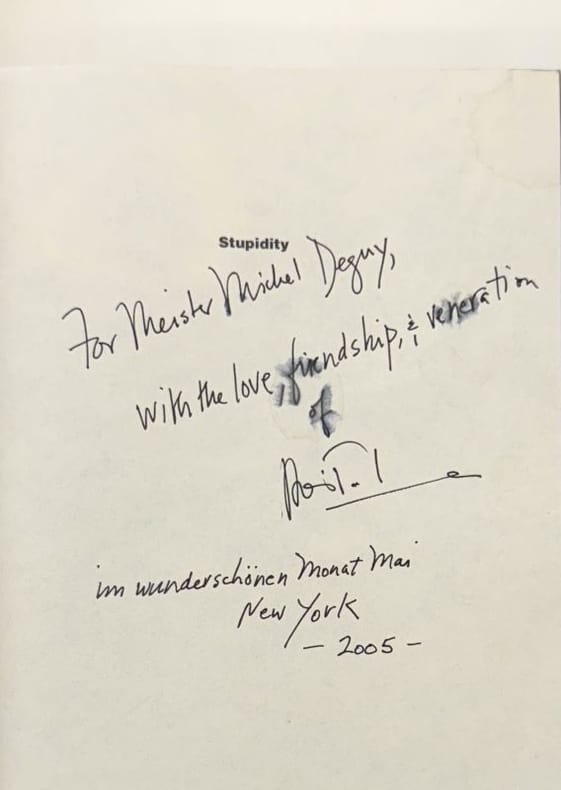 Stupidity
For Meister Michel Deguy,
with the love, friendship, & veneration
of
im wunderschönen Monat Mai
New York
- 2005 -